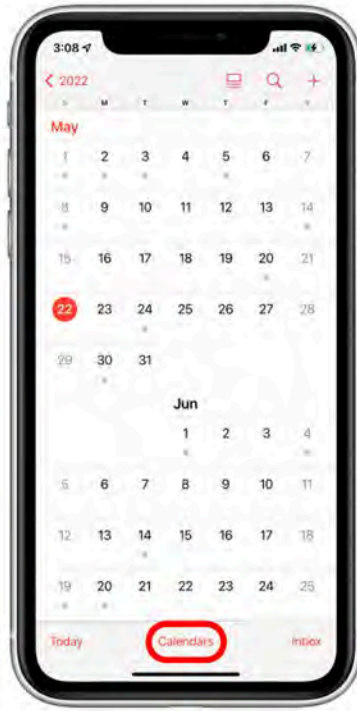 3:08
2022
S M T W T F S
May
1 2 3 4 5 6 7
8 9 10 11 12 13 14
15 16 17 18 19 20 21
22 23 24 25 26 27 28
29 30 31
Jun
1 2 3 4
5 6 7 8 9 10 11
12 13 14 15 16 17 18
19 20 21 22 23 24 25
Today Calendars Inbox